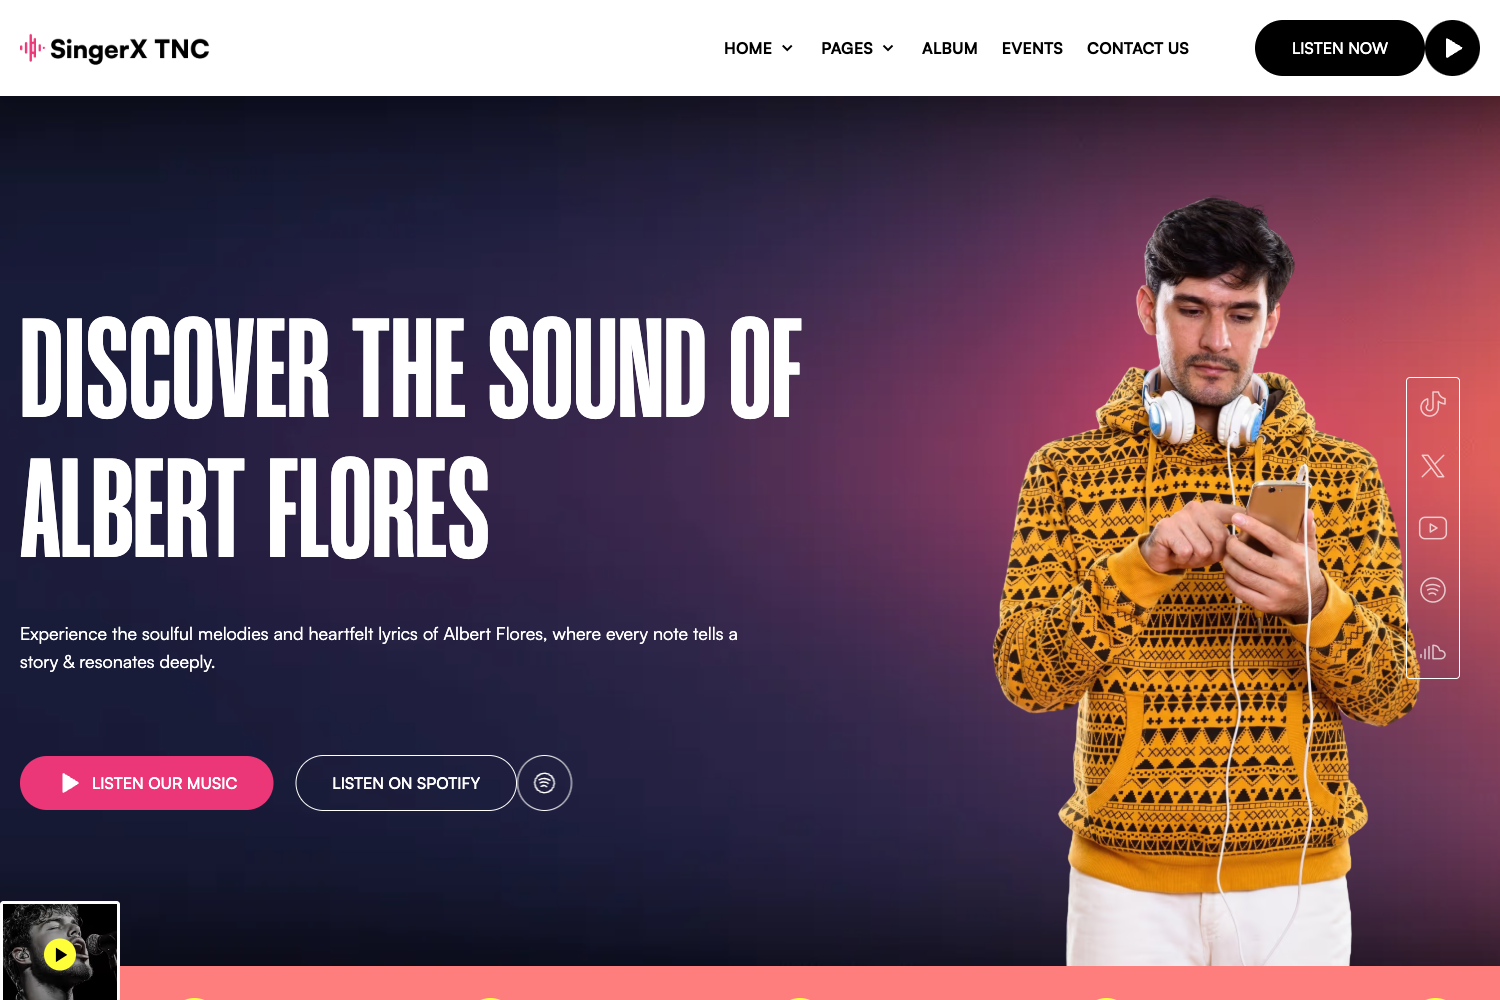 SingerX TNC
HOME
PAGES
ALBUM
EVENTS
CONTACT US
LISTEN NOW
DISCOVER THE SOUND OF
ALBERT FLORES
Experience the soulful melodies and heartfelt lyrics of Albert Flores, where every note tells a
story & resonates deeply.
LISTEN OUR MUSIC
LISTEN ON SPOTIFY